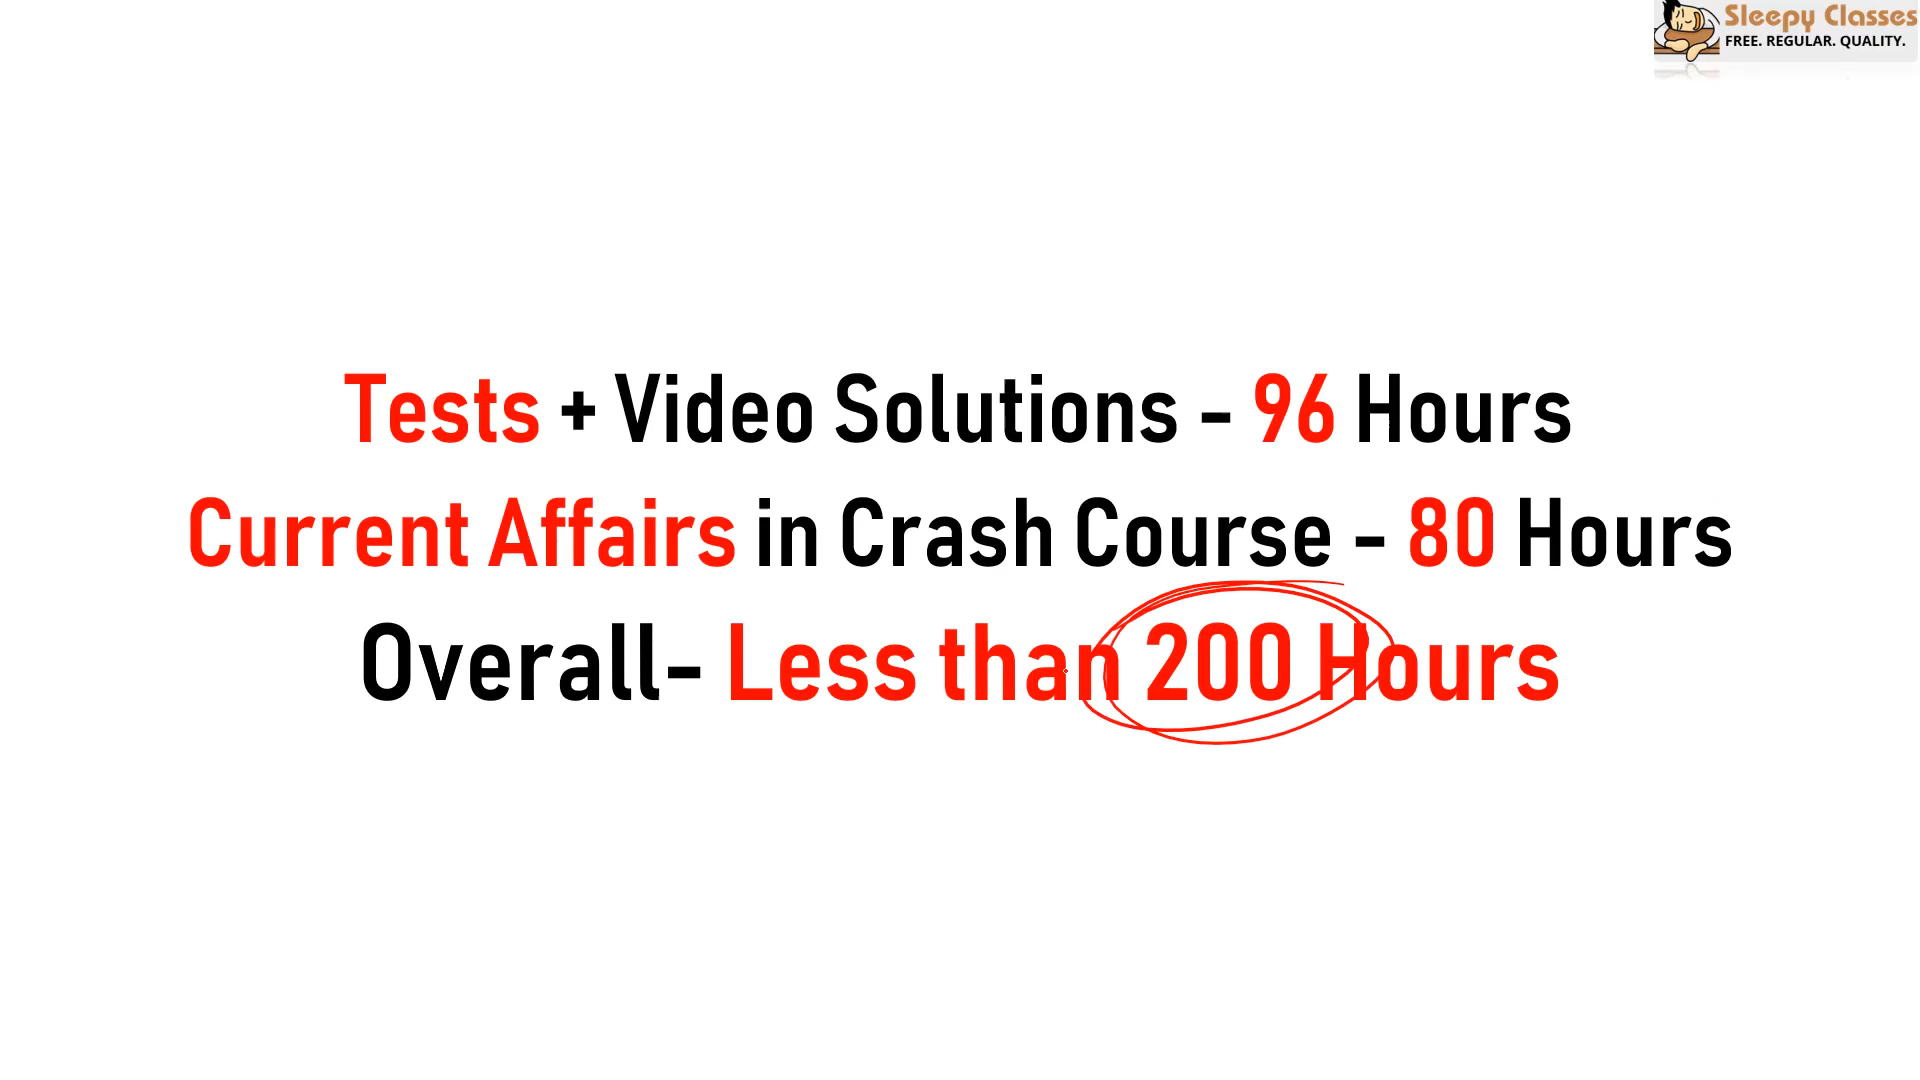 Sleepy Classes
FREE. REGULAR. QUALITY.
Tests + Video Solutions - 96 Hours
Current Affairs in Crash Course - 80 Hours
Overall- Less than 200 Hours